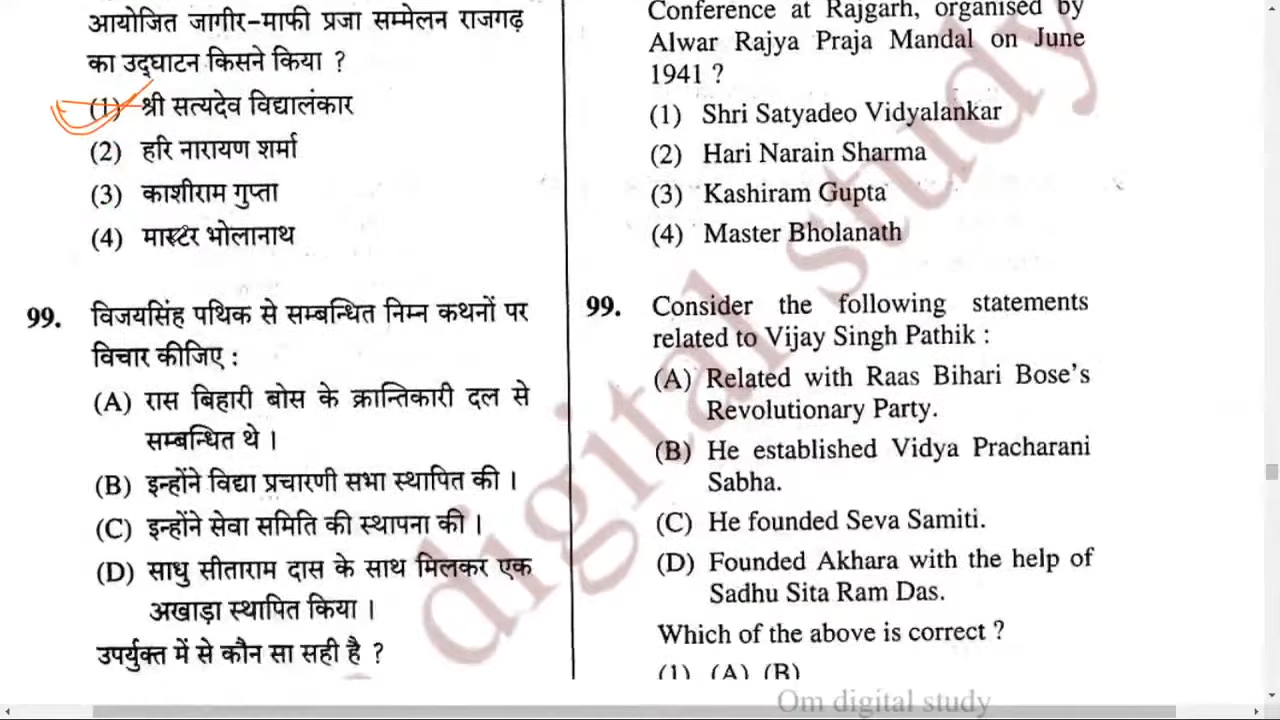 आयोजित जागीर-माफी प्रजा सम्मेलन राजगढ़
का उद्घाटन किसने किया ?
(1) श्री सत्यदेव विद्यालंकार
(2) हरि नारायण शर्मा
(3) काशीराम गुप्ता
(4) मास्टर भोलानाथ
99. विजयसिंह पथिक से सम्बन्धित निम्न कथनों पर
विचार कीजिए :
(A) रास बिहारी बोस के क्रान्तिकारी दल से
सम्बन्धित थे ।
(B) इन्होंने विद्या प्रचारणी सभा स्थापित की ।
(C) इन्होंने सेवा समिति की स्थापना की ।
(D) साधु सीताराम दास के साथ मिलकर एक
अखाड़ा स्थापित किया ।
उपर्युक्त में से कौन सा सही है ?
Conference at Rajgarh, organised by
Alwar Rajya Praja Mandal on June
1941 ?
(1) Shri Satyadeo Vidyalankar
(2) Hari Narain Sharma
(3) Kashiram Gupta
(4) Master Bholanath
99. Consider the following statements
related to Vijay Singh Pathik :
(A) Related with Raas Bihari Bose's
Revolutionary Party.
(B) He established Vidya Pracharani
Sabha.
(C) He founded Seva Samiti.
(D) Founded Akhara with the help of
Sadhu Sita Ram Das.
Which of the above is correct ?
(1) (A) (B)
digital study
Om digital study